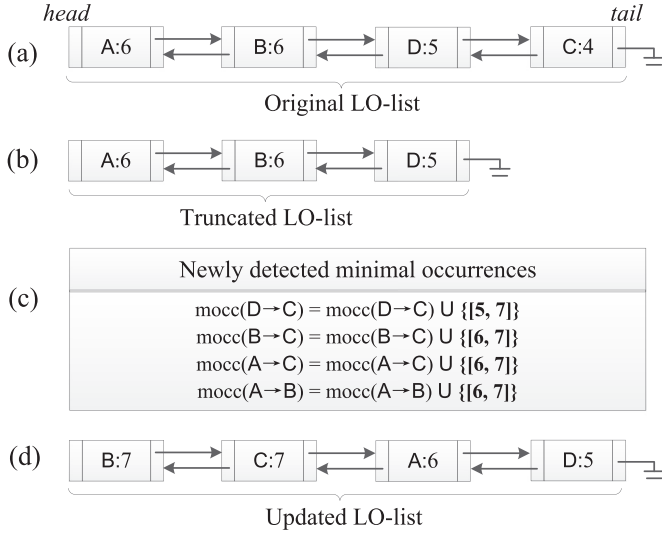 head tail
(a) A:6 B:6 D:5 C:4
Original LO-list
(b) A:6 B:6 D:5
Truncated LO-list
(c) Newly detected minimal occurrences
mocc(D→C) = mocc(D→C) U {[5, 7]}
mocc(B→C) = mocc(B→C) U {[6, 7]}
mocc(A→C) = mocc(A→C) U {[6, 7]}
mocc(A→B) = mocc(A→B) U {[6, 7]}
(d) B:7 C:7 A:6 D:5
Updated LO-list